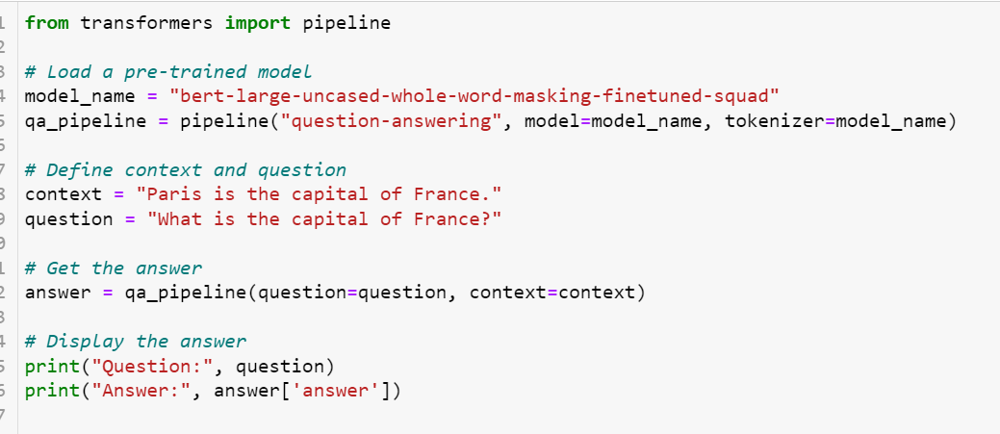 from transformers import pipeline
# Load a pre-trained model
model_name = "bert-large-uncased-whole-word-masking-finetuned-squad"
qa_pipeline = pipeline("question-answering", model=model_name, tokenizer=model_name)
# Define context and question
context = "Paris is the capital of France."
question = "What is the capital of France?"
# Get the answer
answer = qa_pipeline(question=question, context=context)
# Display the answer
print("Question:", question)
print("Answer:", answer['answer'])